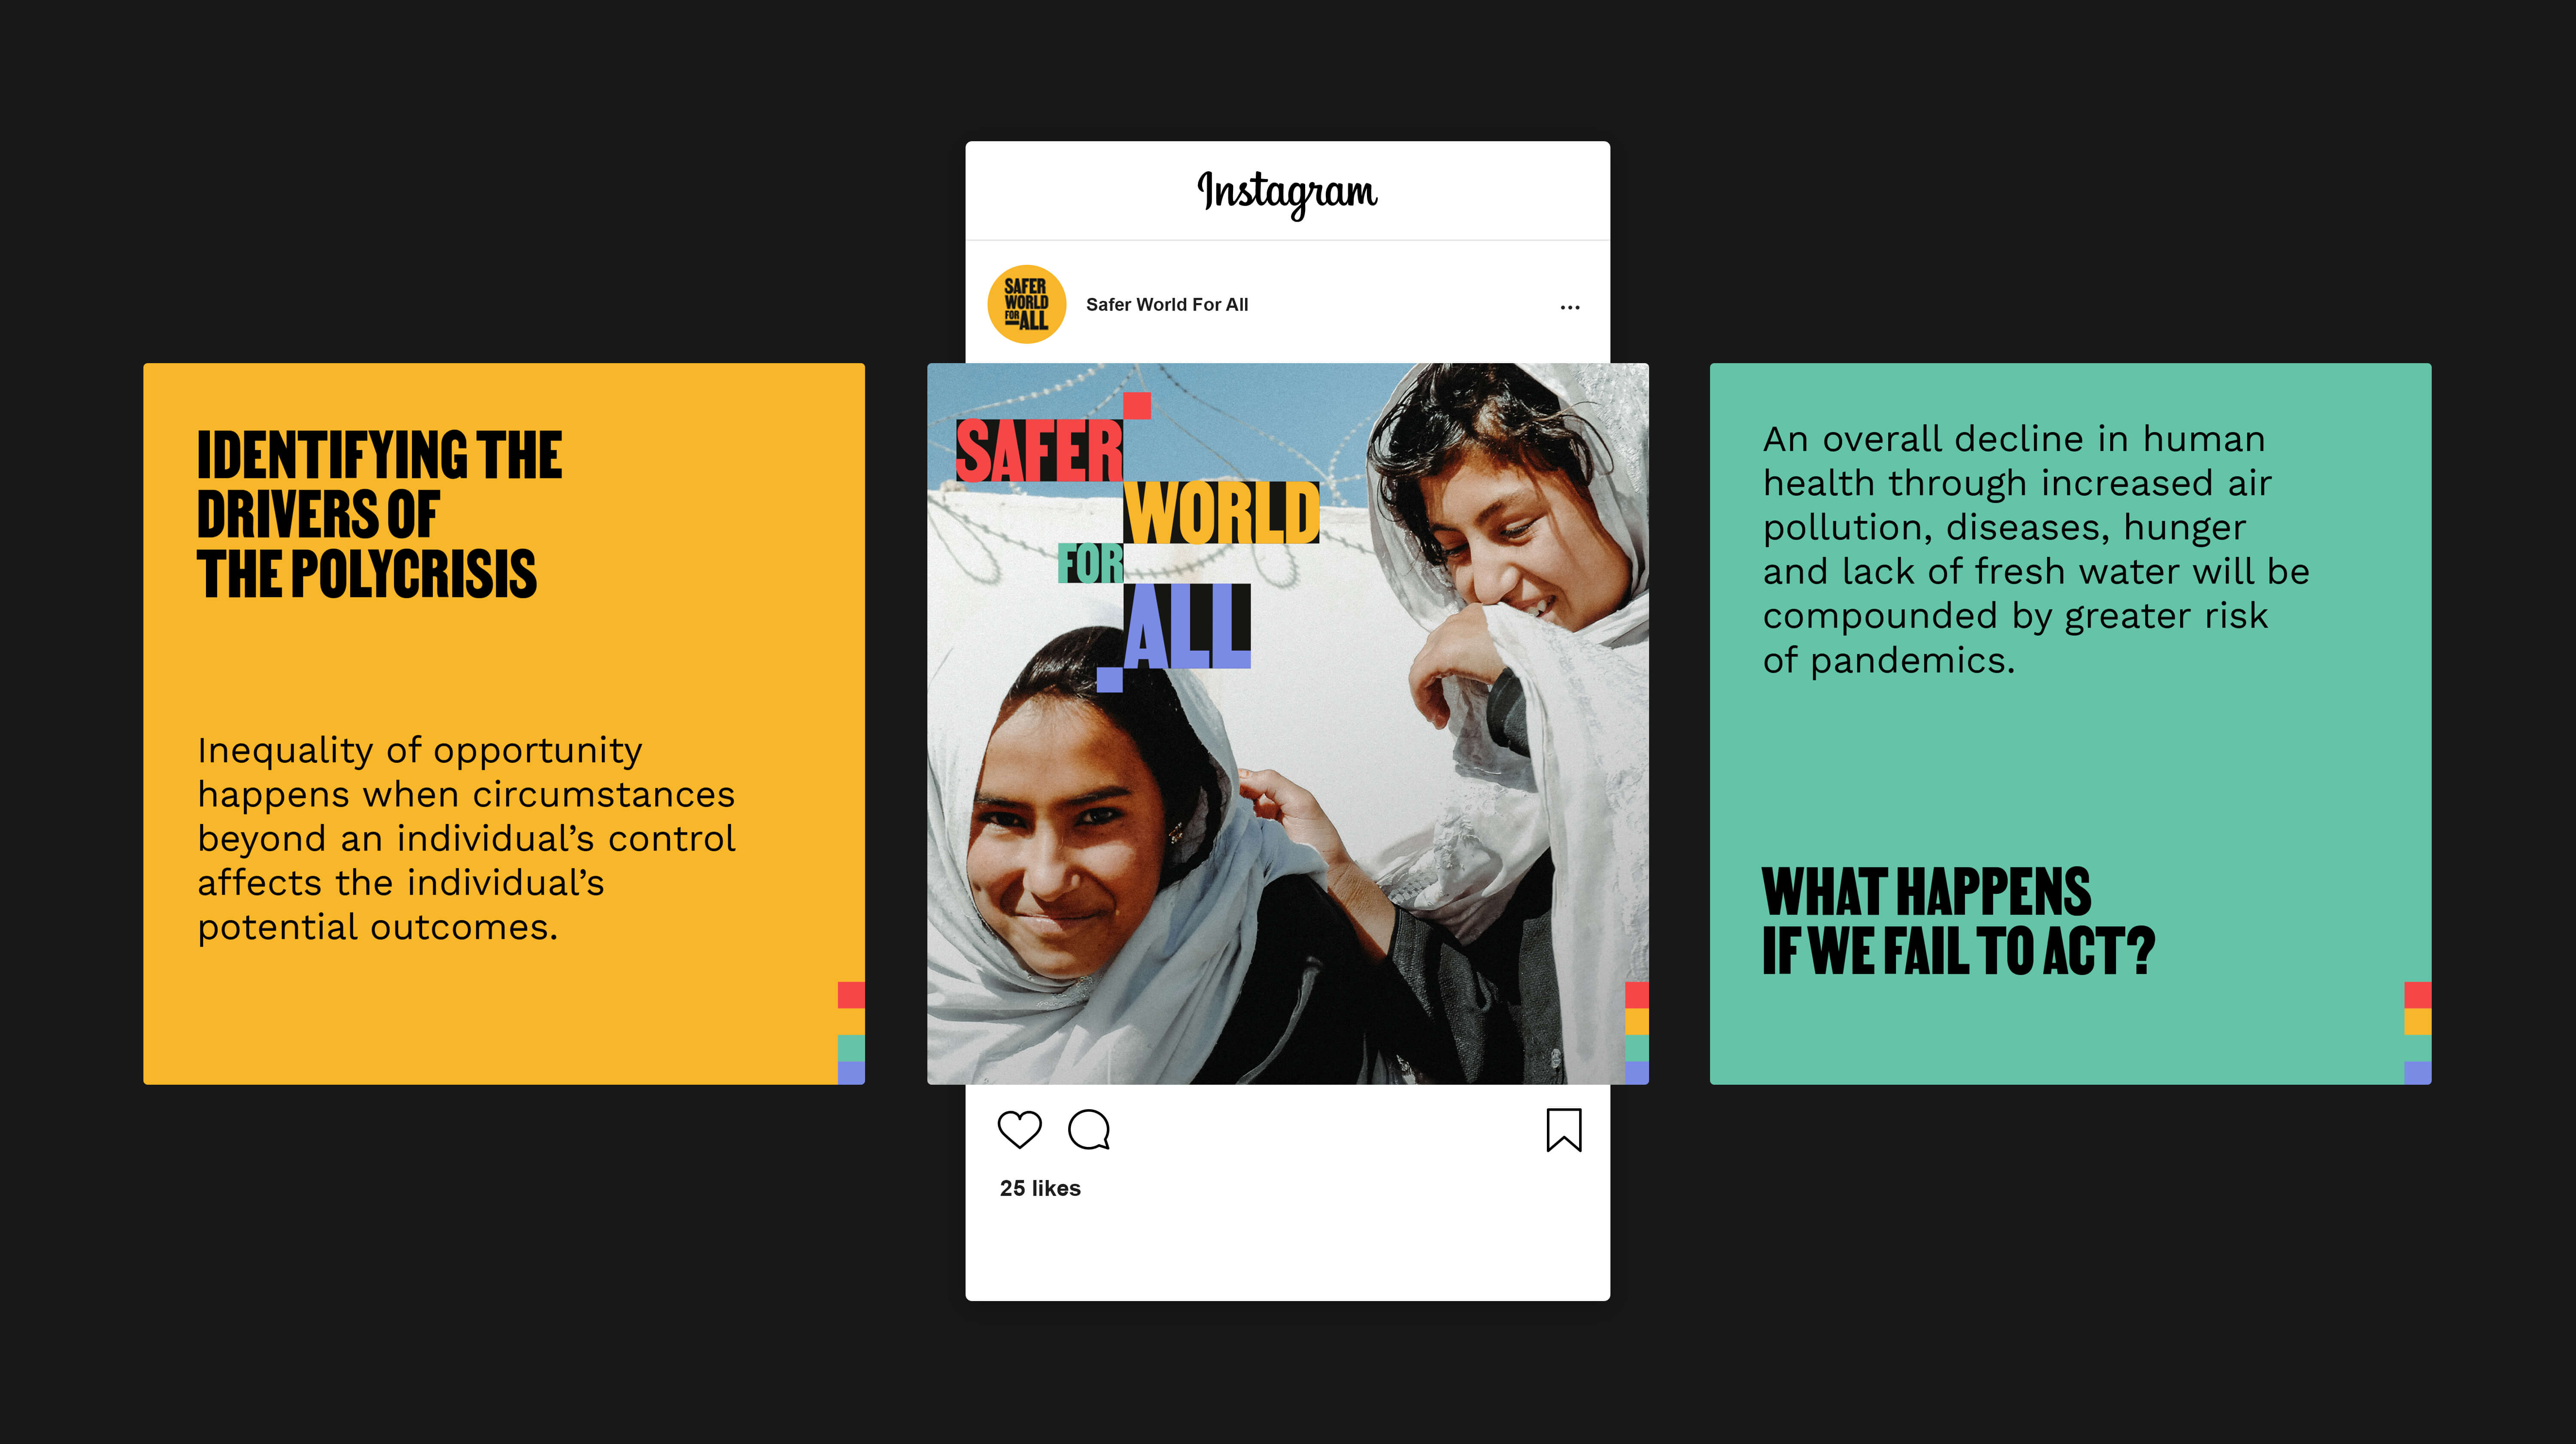 Instagram
SAFER
WORLD
FOR
ALL
Safer World For All
IDENTIFYING THE
DRIVERS OF
THE POLYCRISIS
Inequality of opportunity
happens when circumstances
beyond an individual’s control
affects the individual’s
potential outcomes.
SAFER
WORLD
FOR
ALL
An overall decline in human
health through increased air
pollution, diseases, hunger
and lack of fresh water will be
compounded by greater risk
of pandemics.
WHAT HAPPENS
IF WE FAIL TO ACT?
25 likes